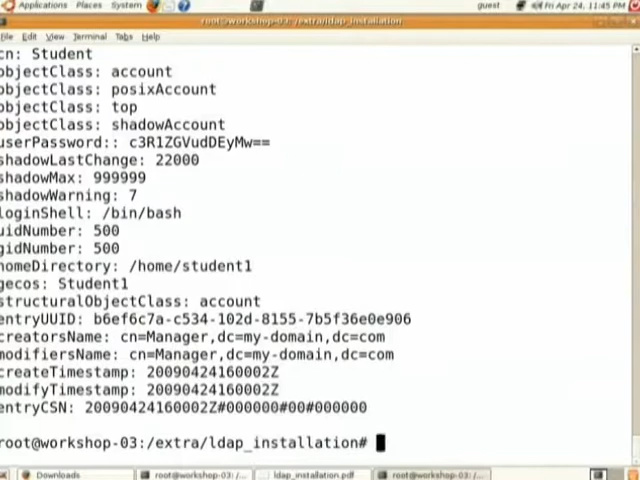 Applications Places System guest Fri Apr 24, 11:45 PM
root@workshop-03: /extra/ldap_installation
File Edit View Terminal Tabs Help
cn: Student
objectClass: account
objectClass: posixAccount
objectClass: top
objectClass: shadowAccount
userPassword:: c3R1ZGVudDEyMw==
shadowLastChange: 22000
shadowMax: 999999
shadowWarning: 7
loginShell: /bin/bash
uidNumber: 500
gidNumber: 500
homeDirectory: /home/student1
gecos: Student1
structuralObjectClass: account
entryUUID: b6ef6c7a-c534-102d-8155-7b5f36e0e906
creatorsName: cn=Manager,dc=my-domain,dc=com
modifiersName: cn=Manager,dc=my-domain,dc=com
createTimestamp: 20090424160002Z
modifyTimestamp: 20090424160002Z
entryCSN: 20090424160002Z#000000#00#000000
root@workshop-03:/extra/ldap_installation#
Downloads root@workshop-03: /... ldap_installation.pdf root@workshop-03: /...